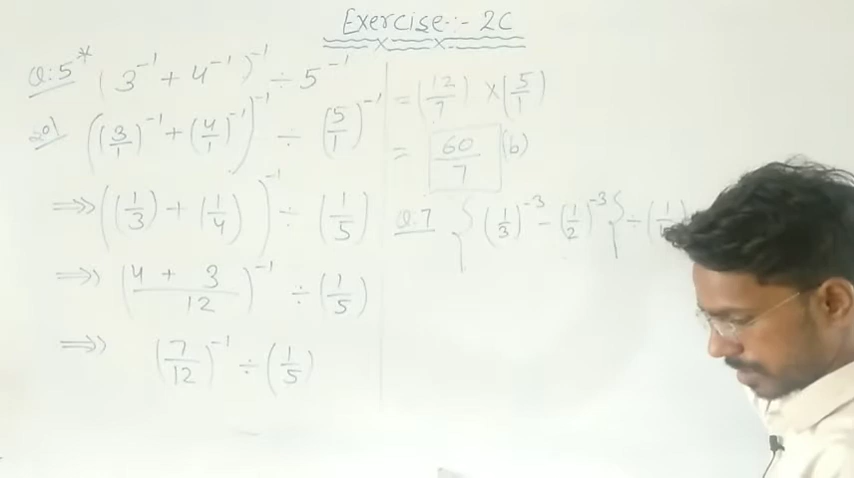 Exercise:- 2C
Q:5* (3⁻¹ + 4⁻¹)⁻¹ ÷ 5⁻¹
sol ((3/1)⁻¹ + (4/1)⁻¹)⁻¹ ÷ (5/1)⁻¹
⇒ ((1/3) + (1/4))⁻¹ ÷ (1/5)
⇒ (4 + 3 / 12)⁻¹ ÷ (1/5)
⇒ (7/12)⁻¹ ÷ (1/5)
= (12/7) × (5/1)
= 60/7 (b)
Q.7 {(1/3)⁻³ - (1/2)⁻³} ÷ (1/